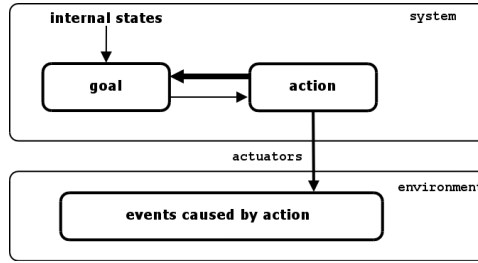 internal states
system
goal
action
actuators
environment
events caused by action